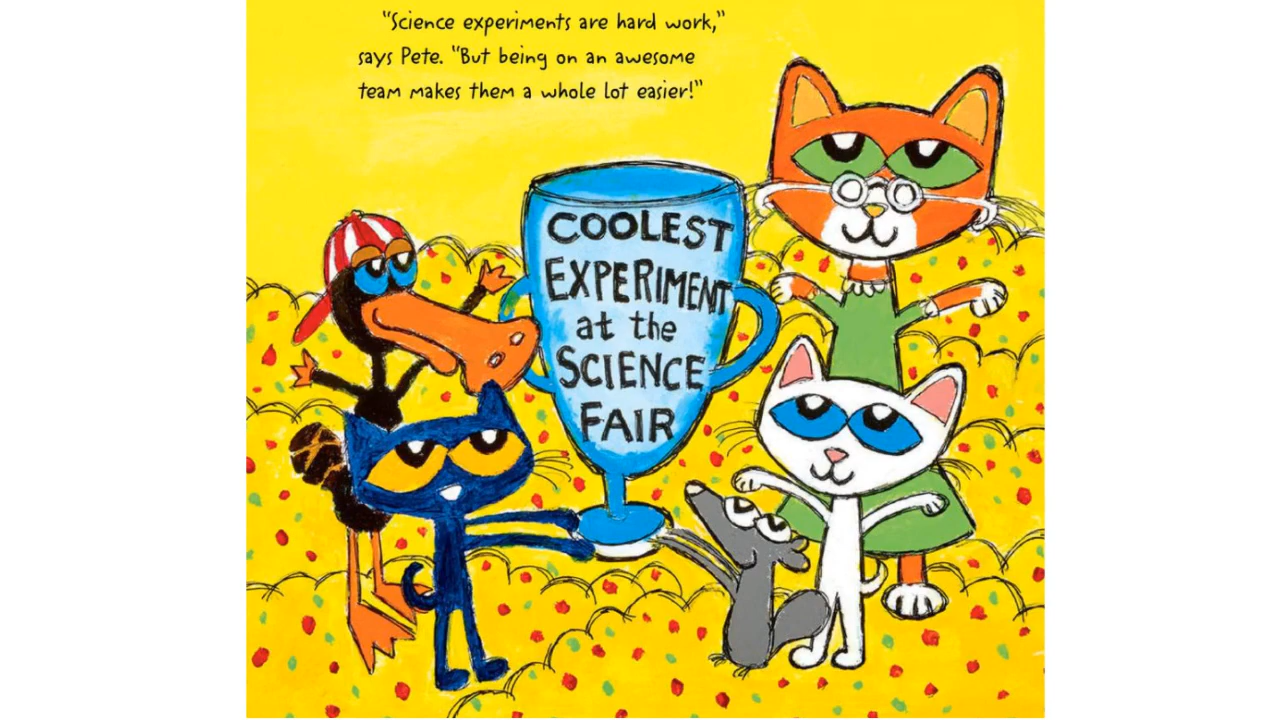 "Science experiments are hard work,"
says Pete. "But being on an awesome
team makes them a whole lot easier!"
COOLEST
EXPERIMENT
at the
SCIENCE
FAIR